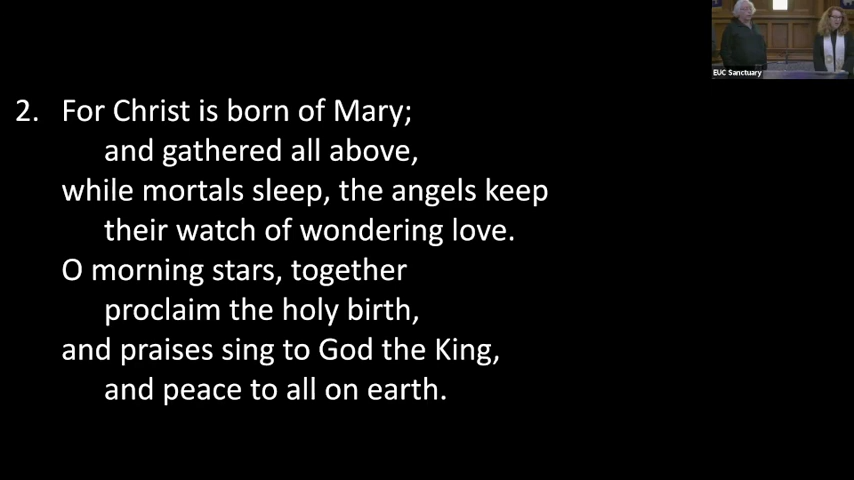 EUC Sanctuary
2. For Christ is born of Mary;
and gathered all above,
while mortals sleep, the angels keep
their watch of wondering love.
O morning stars, together
proclaim the holy birth,
and praises sing to God the King,
and peace to all on earth.